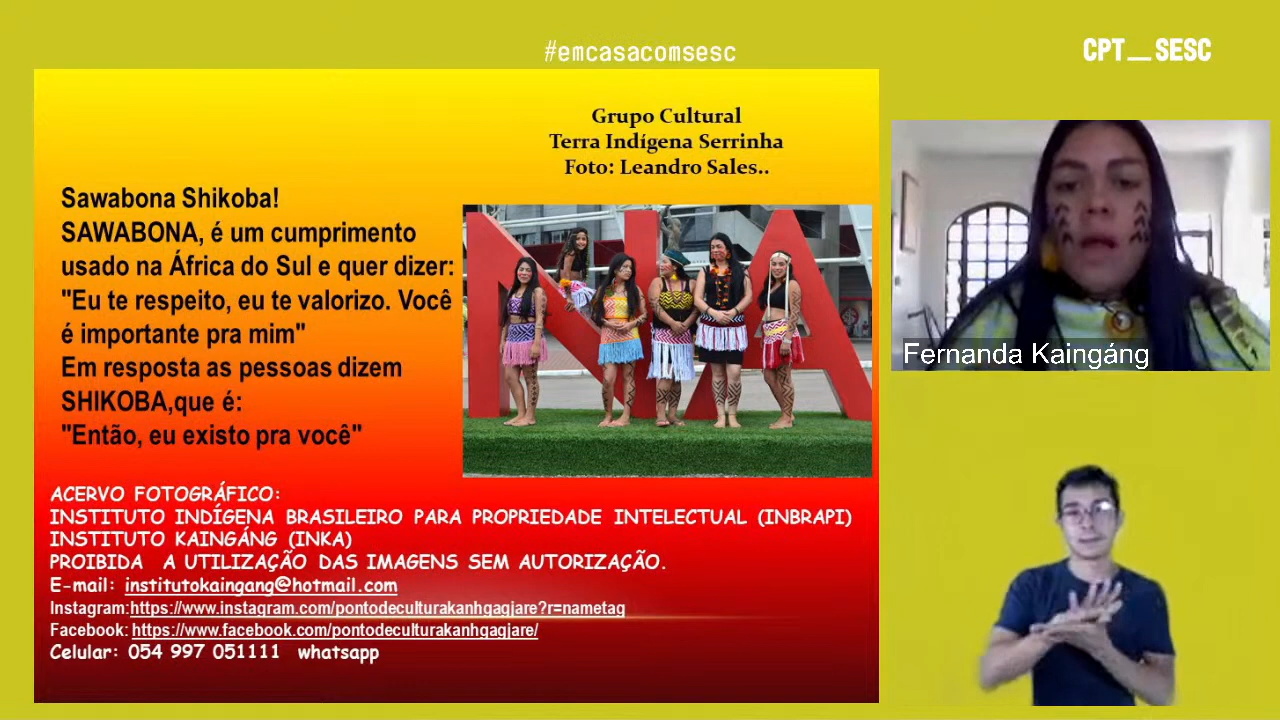 #emcasacomsesc
CPT_SESC
Grupo Cultural
Terra Indígena Serrinha
Foto: Leandro Sales..
Sawabona Shikoba!
SAWABONA, é um cumprimento
usado na África do Sul e quer dizer:
"Eu te respeito, eu te valorizo. Você
é importante pra mim"
Em resposta as pessoas dizem
SHIKOBA,que é:
"Então, eu existo pra você"
NA
Fernanda Kaingáng
ACERVO FOTOGRÁFICO:
INSTITUTO INDÍGENA BRASILEIRO PARA PROPRIEDADE INTELECTUAL (INBRAPI)
INSTITUTO KAINGÁNG (INKA)
PROIBIDA A UTILIZAÇÃO DAS IMAGENS SEM AUTORIZAÇÃO.
E-mail: institutokaingang@hotmail.com
Instagram:https://www.instagram.com/pontodeculturakanhgagjare?r=nametag
Facebook: https://www.facebook.com/pontodeculturakanhgagjare/
Celular: 054 997 051111 whatsapp